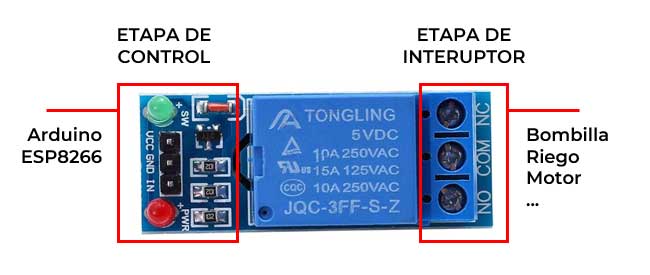 ETAPA DE
CONTROL
ETAPA DE
INTERUPTOR
Arduino
ESP8266
SW
VCC GND IN
PWR
TONGLING
5VDC
10A 250VAC
15A 125VAC
10A 250VAC
JQC-3FF-S-Z
CQC
NC
COM
NO
Bombilla
Riego
Motor
...